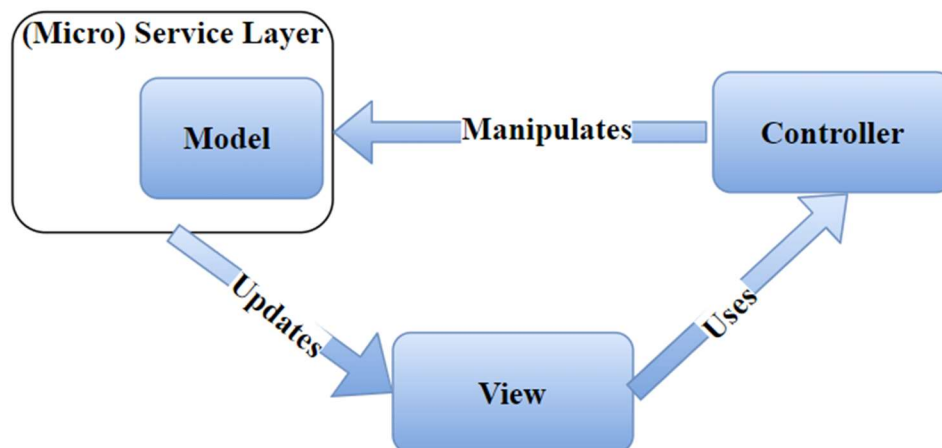 (Micro) Service Layer
Model
Manipulates
Controller
Updates
Uses
View